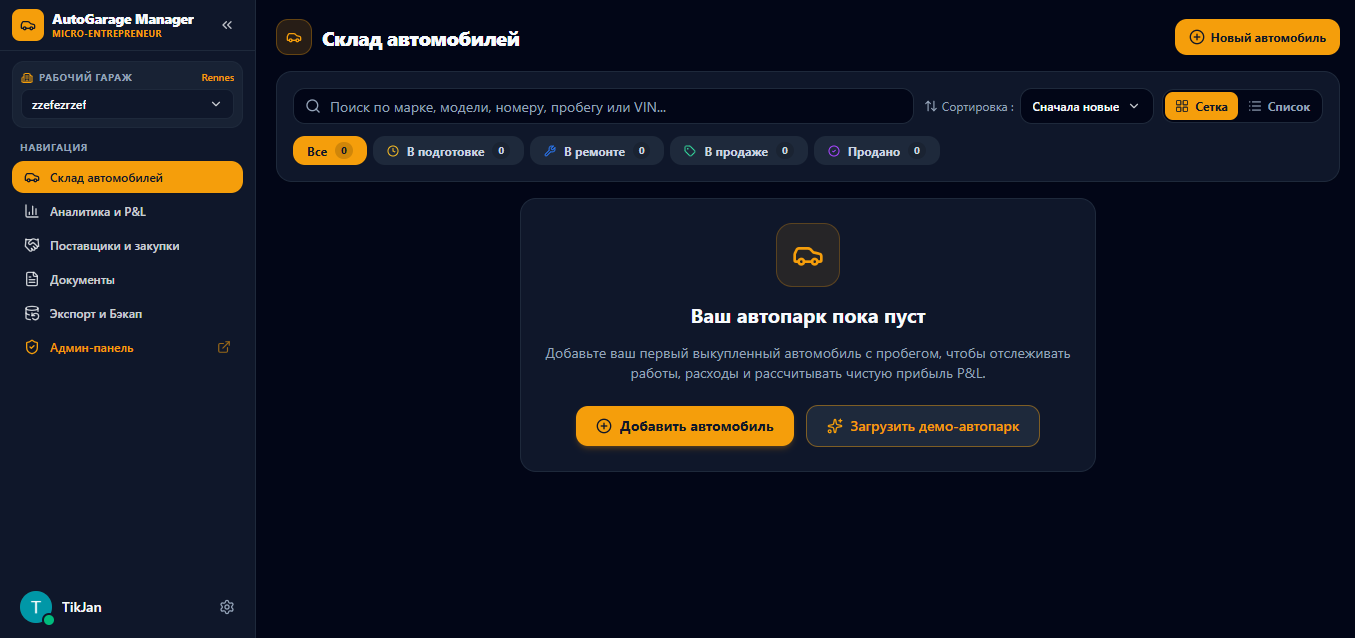 AutoGarage Manager
MICRO-ENTREPRENEUR
РАБОЧИЙ ГАРАЖ Rennes
zzefezrzef
НАВИГАЦИЯ
Склад автомобилей
Аналитика и P&L
Поставщики и закупки
Документы
Экспорт и Бэкап
Админ-панель
T TikJan
Склад автомобилей
Новый автомобиль
Поиск по марке, модели, номеру, пробегу или VIN...
Сортировка : Сначала новые Сетка Список
Все 0 В подготовке 0 В ремонте 0 В продаже 0 Продано 0
Ваш автопарк пока пуст
Добавьте ваш первый выкупленный автомобиль с пробегом, чтобы отслеживать
работы, расходы и рассчитывать чистую прибыль P&L.
Добавить автомобиль Загрузить демо-автопарк